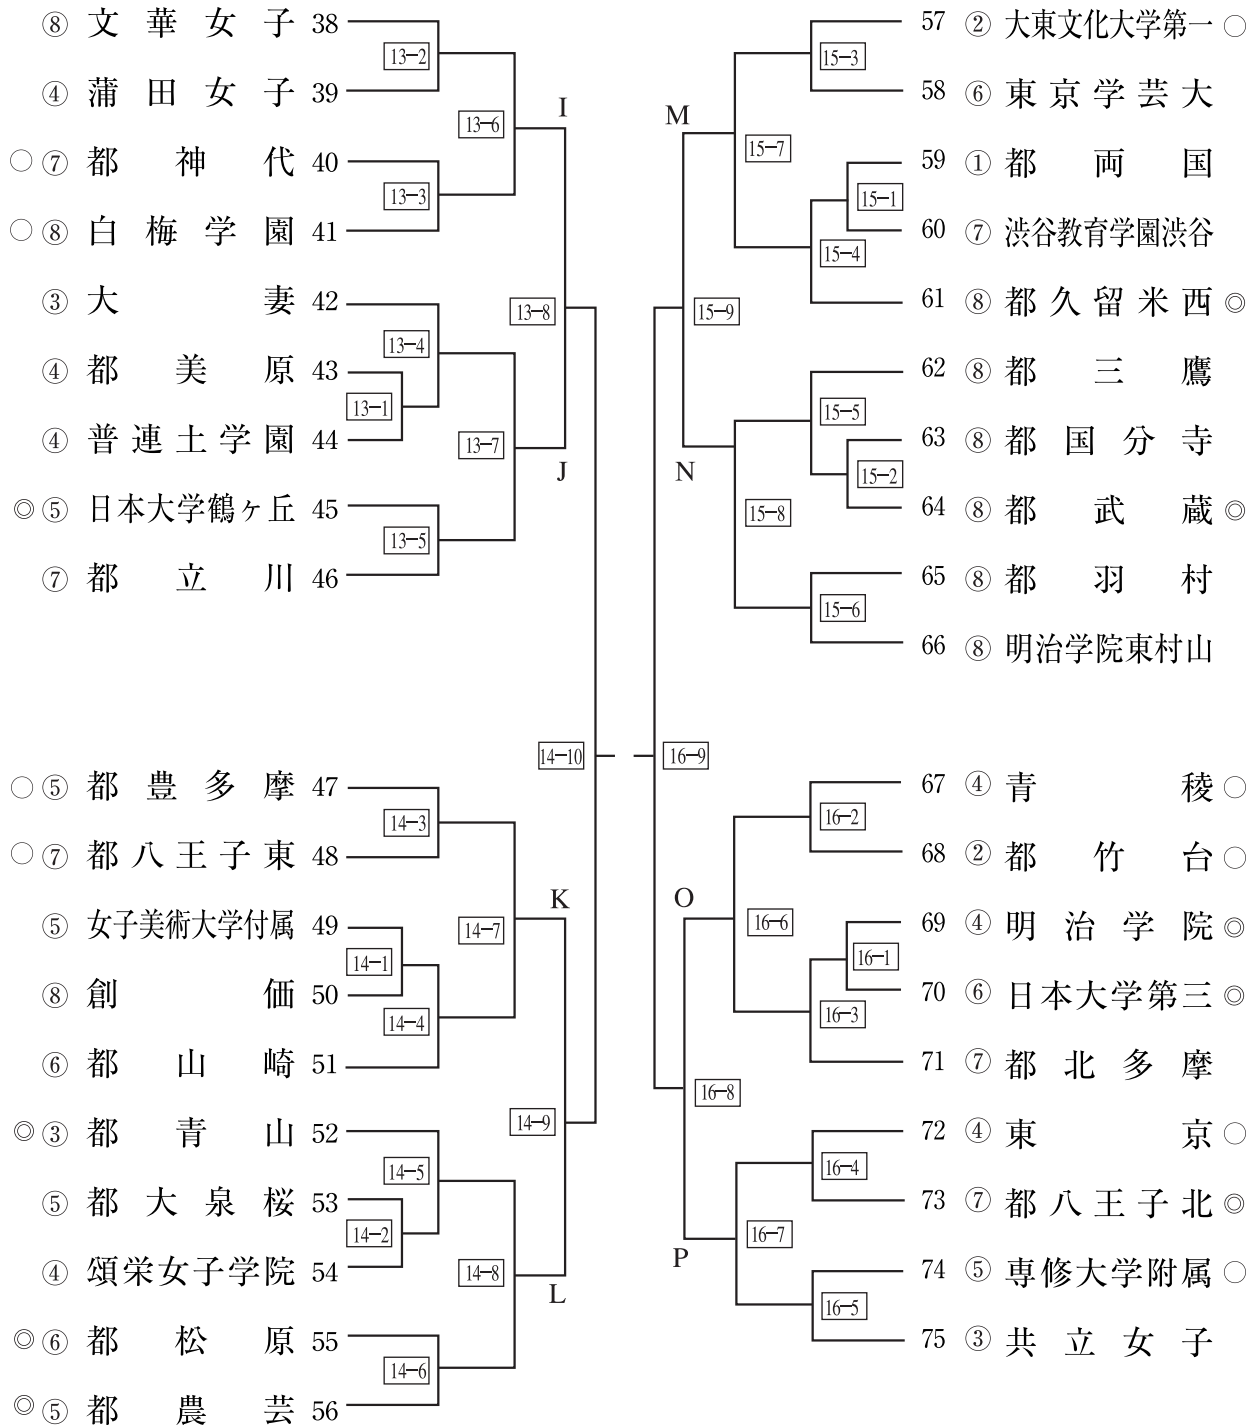 ⑧ 文華女子 38
④ 蒲田女子 39
○ ⑦ 都神代 40
○ ⑧ 白梅学園 41
③ 大妻 42
④ 都美原 43
④ 普連土学園 44
◎ ⑤ 日本大学鶴ヶ丘 45
⑦ 都立川 46
13-2
13-6
I
13-3
13-8
13-4
13-1
13-7
J
13-5
14-10
○ ⑤ 都豊多摩 47
○ ⑦ 都八王子東 48
⑤ 女子美術大学付属 49
⑧ 創価 50
⑥ 都山崎 51
◎ ③ 都青山 52
⑤ 都大泉桜 53
④ 頌栄女子学院 54
◎ ⑥ 都松原 55
◎ ⑤ 都農芸 56
14-3
K
14-7
14-1
14-4
14-9
14-5
14-2
14-8
L
14-6
57 ② 大東文化大学第一 ○
58 ⑥ 東京学芸大
59 ① 都両国
60 ⑦ 渋谷教育学園渋谷
61 ⑧ 都久留米西 ◎
62 ⑧ 都三鷹
63 ⑧ 都国分寺
64 ⑧ 都武蔵 ◎
65 ⑧ 都羽村
66 ⑧ 明治学院東村山
15-3
M
15-7
15-1
15-4
15-9
15-5
N
15-2
15-8
15-6
16-9
67 ④ 青稜 ○
68 ② 都竹台 ○
69 ④ 明治学院 ◎
70 ⑥ 日本大学第三 ◎
71 ⑦ 都北多摩
72 ④ 東京 ○
73 ⑦ 都八王子北 ◎
74 ⑤ 専修大学附属 ○
75 ③ 共立女子
16-2
O
16-6
16-1
16-3
16-8
16-4
16-7
P
16-5